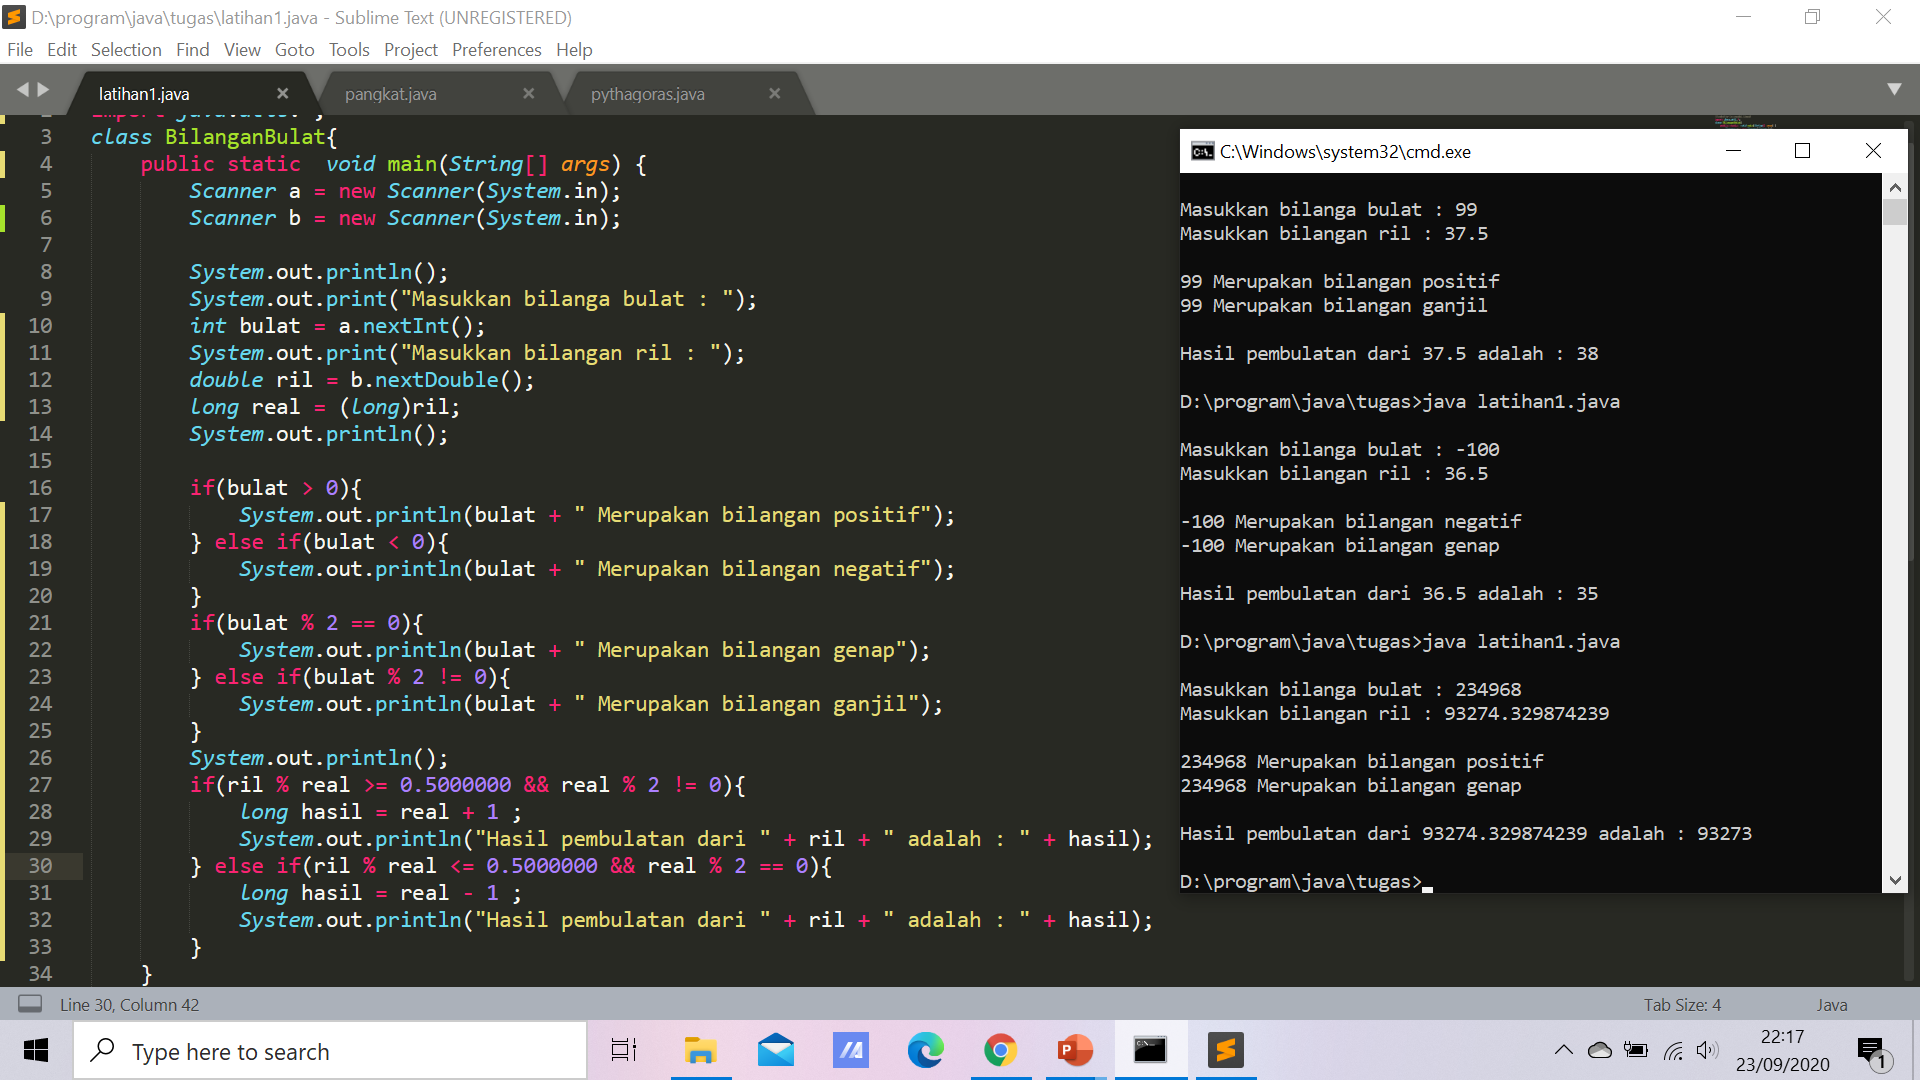 D:\program\java\tugas\latihan1.java - Sublime Text (UNREGISTERED)
File Edit Selection Find View Goto Tools Project Preferences Help
latihan1.java pangkat.java pythagoras.java
3 class BilanganBulat{
4 public static  void main(String[] args) {
5 Scanner a = new Scanner(System.in);
6 Scanner b = new Scanner(System.in);
7
8 System.out.println();
9 System.out.print("Masukkan bilanga bulat : ");
10 int bulat = a.nextInt();
11 System.out.print("Masukkan bilangan ril : ");
12 double ril = b.nextDouble();
13 long real = (long)ril;
14 System.out.println();
15
16 if(bulat > 0){
17 System.out.println(bulat + " Merupakan bilangan positif");
18 } else if(bulat < 0){
19 System.out.println(bulat + " Merupakan bilangan negatif");
20 }
21 if(bulat % 2 == 0){
22 System.out.println(bulat + " Merupakan bilangan genap");
23 } else if(bulat % 2 != 0){
24 System.out.println(bulat + " Merupakan bilangan ganjil");
25 }
26 System.out.println();
27 if(ril % real >= 0.5000000 && real % 2 != 0){
28 long hasil = real + 1 ;
29 System.out.println("Hasil pembulatan dari " + ril + " adalah : " + hasil);
30 } else if(ril % real <= 0.5000000 && real % 2 == 0){
31 long hasil = real - 1 ;
32 System.out.println("Hasil pembulatan dari " + ril + " adalah : " + hasil);
33 }
34 }
C:\Windows\system32\cmd.exe
Masukkan bilanga bulat : 99
Masukkan bilangan ril : 37.5
99 Merupakan bilangan positif
99 Merupakan bilangan ganjil
Hasil pembulatan dari 37.5 adalah : 38
D:\program\java\tugas>java latihan1.java
Masukkan bilanga bulat : -100
Masukkan bilangan ril : 36.5
-100 Merupakan bilangan negatif
-100 Merupakan bilangan genap
Hasil pembulatan dari 36.5 adalah : 35
D:\program\java\tugas>java latihan1.java
Masukkan bilanga bulat : 234968
Masukkan bilangan ril : 93274.329874239
234968 Merupakan bilangan positif
234968 Merupakan bilangan genap
Hasil pembulatan dari 93274.329874239 adalah : 93273
D:\program\java\tugas>
Line 30, Column 42 Tab Size: 4 Java
Type here to search
22:17
23/09/2020
1